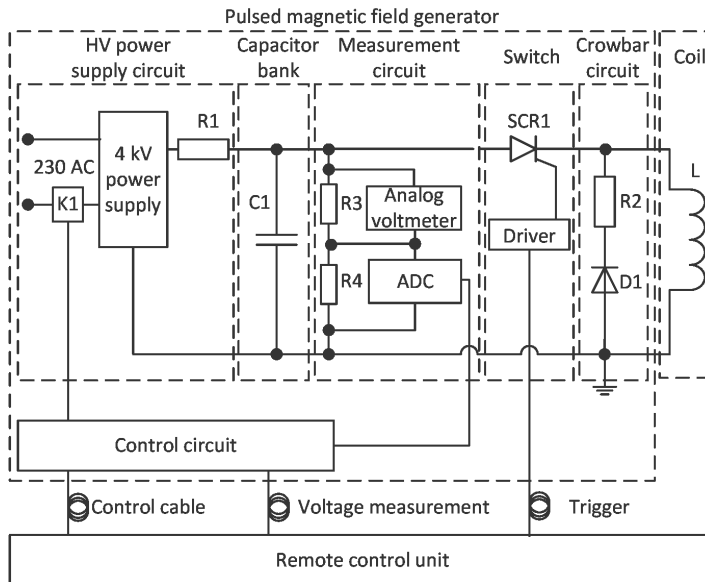 Pulsed magnetic field generator
HV power
supply circuit
Capacitor
bank
Measurement
circuit
Switch
Crowbar
circuit
Coil
R1
SCR1
230 AC
4 kV
power
supply
K1
C1
R3
Analog
voltmeter
R2
L
Driver
R4
ADC
D1
Control circuit
Control cable
Voltage measurement
Trigger
Remote control unit